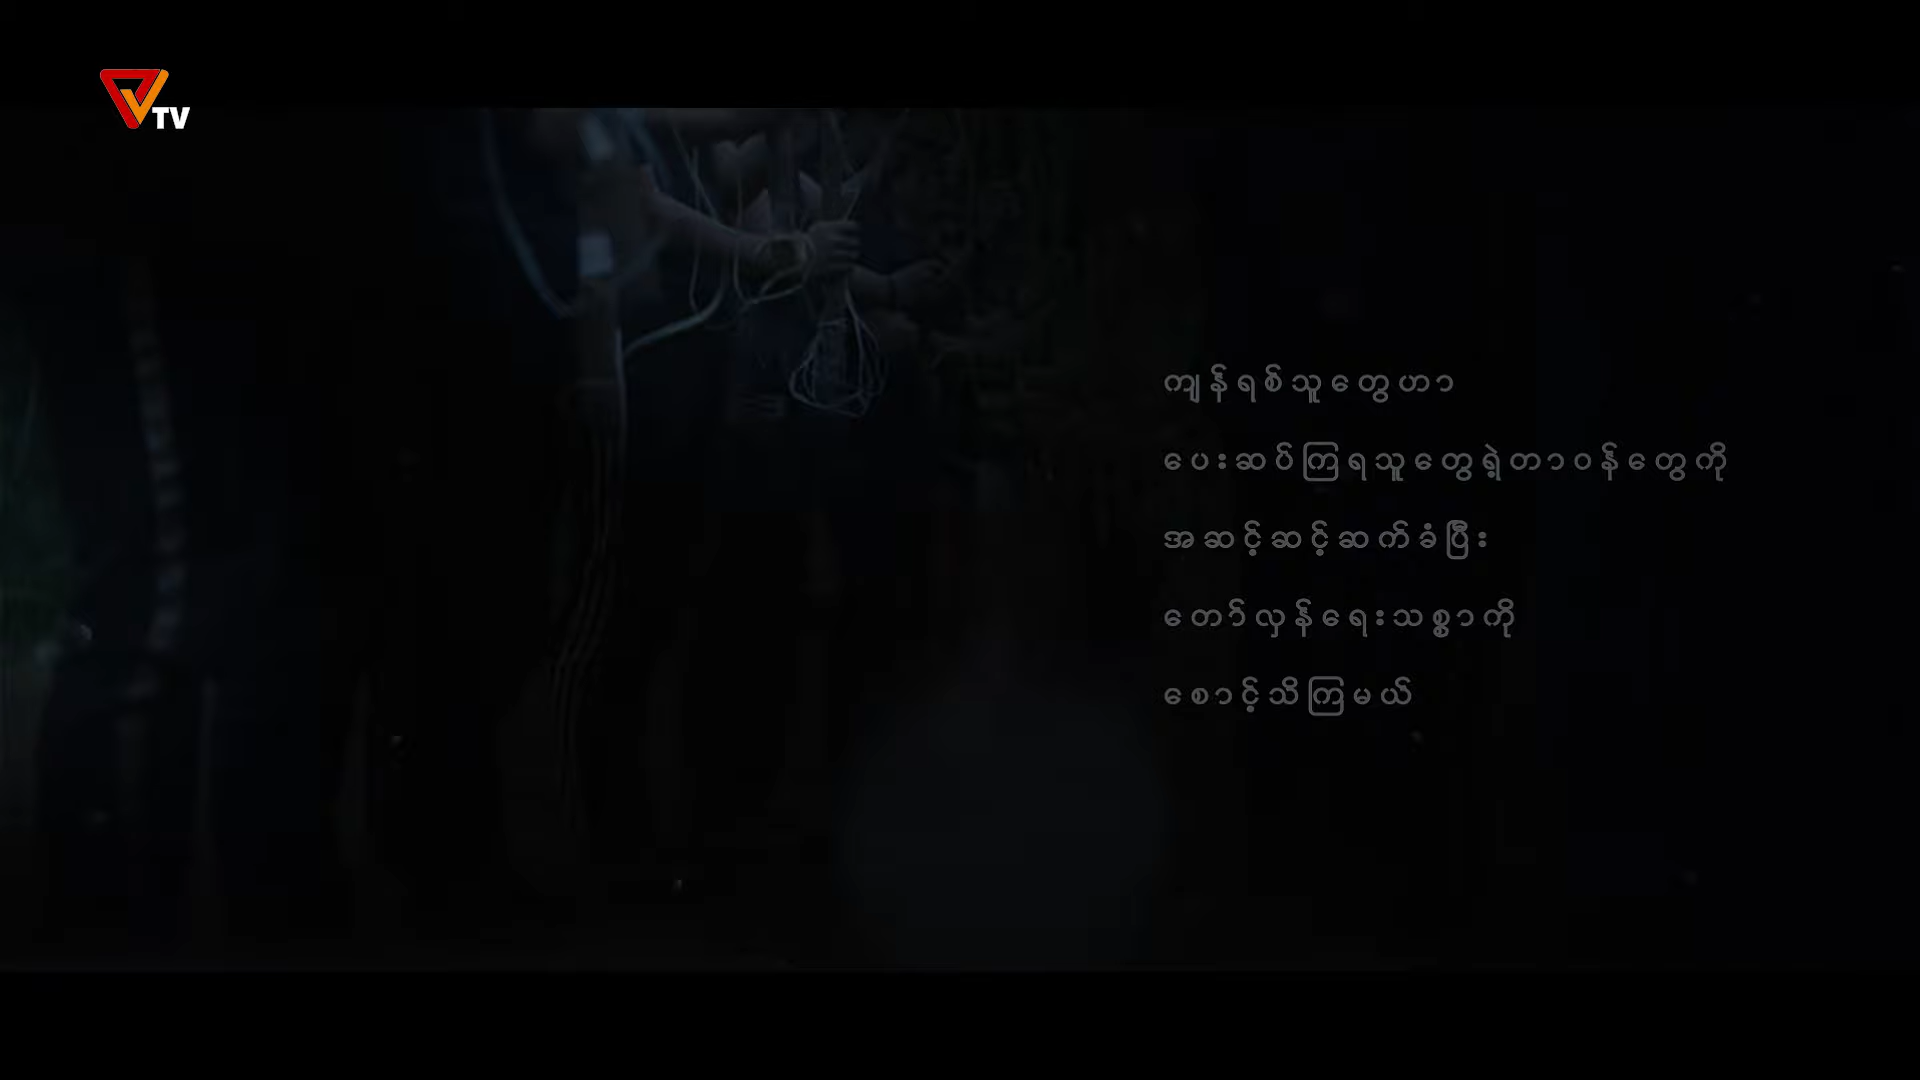 TV
ကျန်ရစ်သူတွေဟာ
ပေးဆပ်ကြရသူတွေရဲ့တာဝန်တွေကို
အဆင့်ဆင့်ဆက်ခံပြီး
တော်လှန်ရေးသစ္စာကို
စောင့်သိကြမယ်